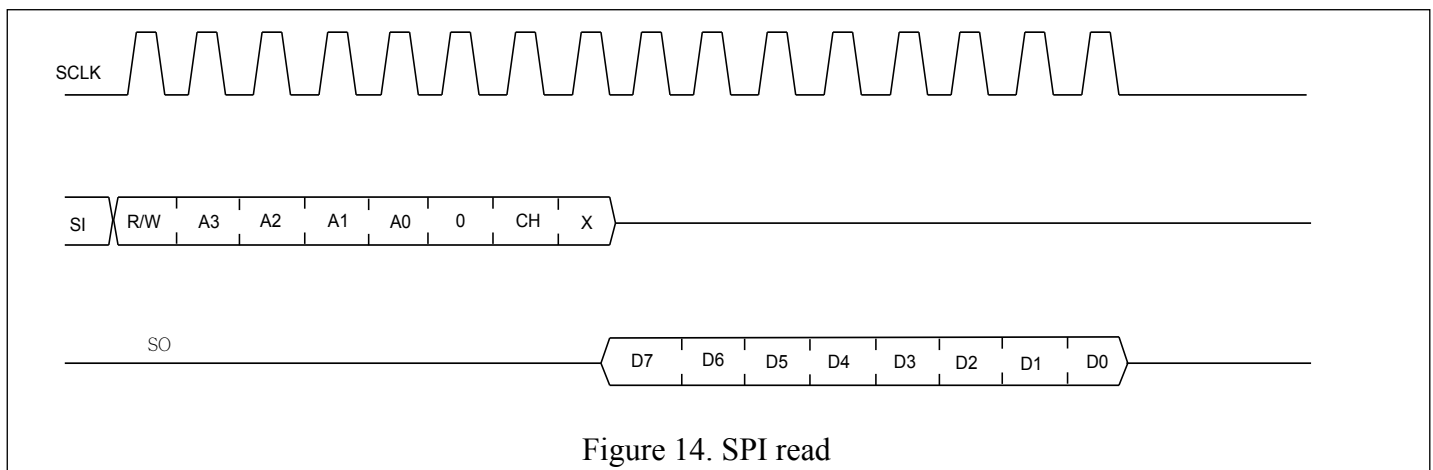 SCLK
SI R/W A3 A2 A1 A0 0 CH X
SO
D7 D6 D5 D4 D3 D2 D1 D0
Figure 14. SPI read